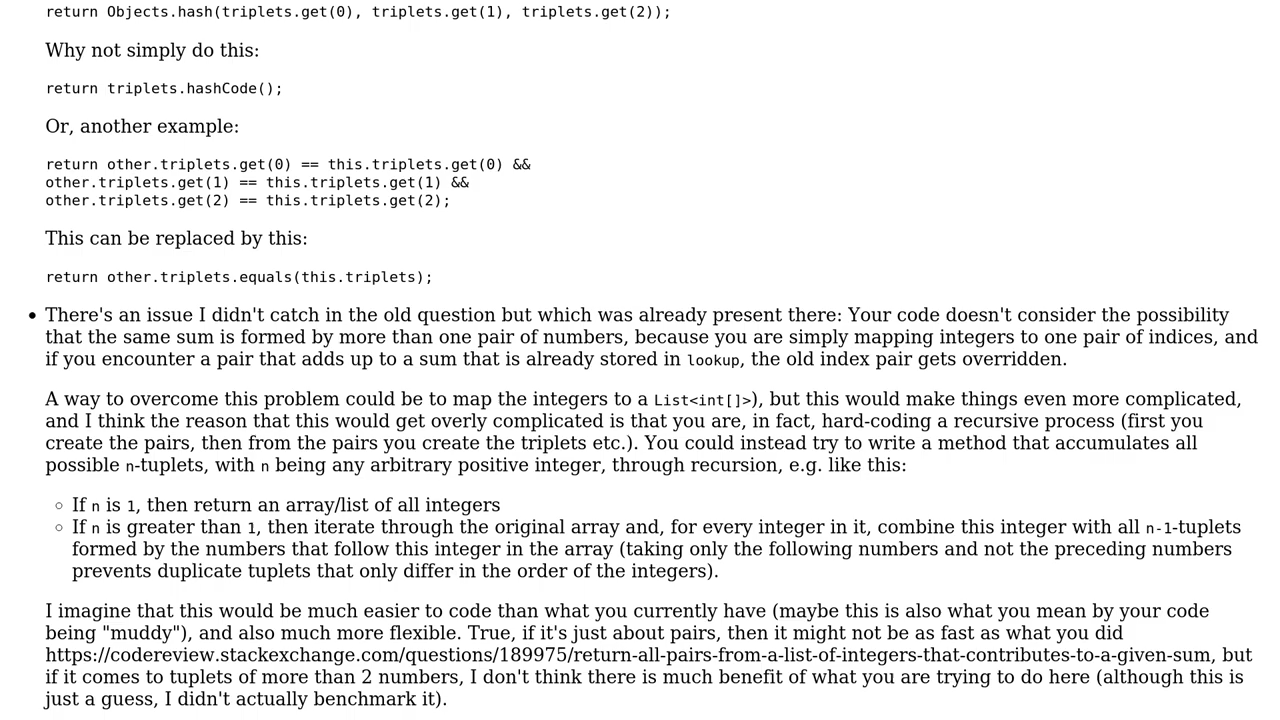 return Objects.hash(triplets.get(0), triplets.get(1), triplets.get(2));
Why not simply do this:
return triplets.hashCode();
Or, another example:
return other.triplets.get(0) == this.triplets.get(0) &&
other.triplets.get(1) == this.triplets.get(1) &&
other.triplets.get(2) == this.triplets.get(2);
This can be replaced by this:
return other.triplets.equals(this.triplets);
• There's an issue I didn't catch in the old question but which was already present there: Your code doesn't consider the possibility
that the same sum is formed by more than one pair of numbers, because you are simply mapping integers to one pair of indices, and
if you encounter a pair that adds up to a sum that is already stored in lookup, the old index pair gets overridden.
A way to overcome this problem could be to map the integers to a List<int[]>), but this would make things even more complicated,
and I think the reason that this would get overly complicated is that you are, in fact, hard-coding a recursive process (first you
create the pairs, then from the pairs you create the triplets etc.). You could instead try to write a method that accumulates all
possible n-tuplets, with n being any arbitrary positive integer, through recursion, e.g. like this:
◦ If n is 1, then return an array/list of all integers
◦ If n is greater than 1, then iterate through the original array and, for every integer in it, combine this integer with all n-1-tuplets
formed by the numbers that follow this integer in the array (taking only the following numbers and not the preceding numbers
prevents duplicate tuplets that only differ in the order of the integers).
I imagine that this would be much easier to code than what you currently have (maybe this is also what you mean by your code
being "muddy"), and also much more flexible. True, if it's just about pairs, then it might not be as fast as what you did
https://codereview.stackexchange.com/questions/189975/return-all-pairs-from-a-list-of-integers-that-contributes-to-a-given-sum, but
if it comes to tuplets of more than 2 numbers, I don't think there is much benefit of what you are trying to do here (although this is
just a guess, I didn't actually benchmark it).